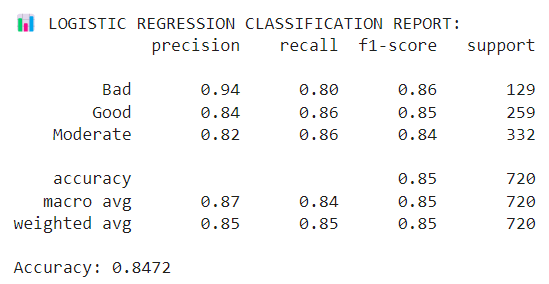 📊 LOGISTIC REGRESSION CLASSIFICATION REPORT:
              precision    recall  f1-score   support

         Bad       0.94      0.80      0.86       129
        Good       0.84      0.86      0.85       259
    Moderate       0.82      0.86      0.84       332

    accuracy                           0.85       720
   macro avg       0.87      0.84      0.85       720
weighted avg       0.85      0.85      0.85       720

Accuracy: 0.8472